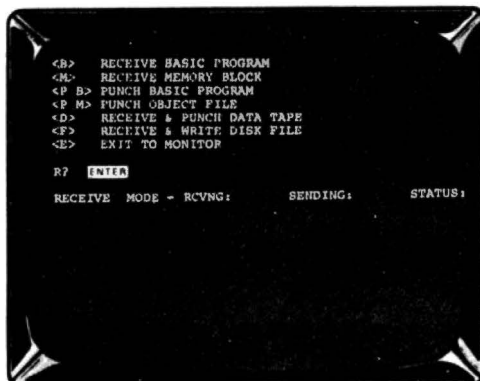 <B> RECEIVE BASIC PROGRAM
<M> RECEIVE MEMORY BLOCK
<P B> PUNCH BASIC PROGRAM
<P M> PUNCH OBJECT FILE
<D> RECEIVE & PUNCH DATA TAPE
<F> RECEIVE & WRITE DISK FILE
<E> EXIT TO MONITOR
R? ENTER
RECEIVE MODE - RCVNG: SENDING: STATUS: